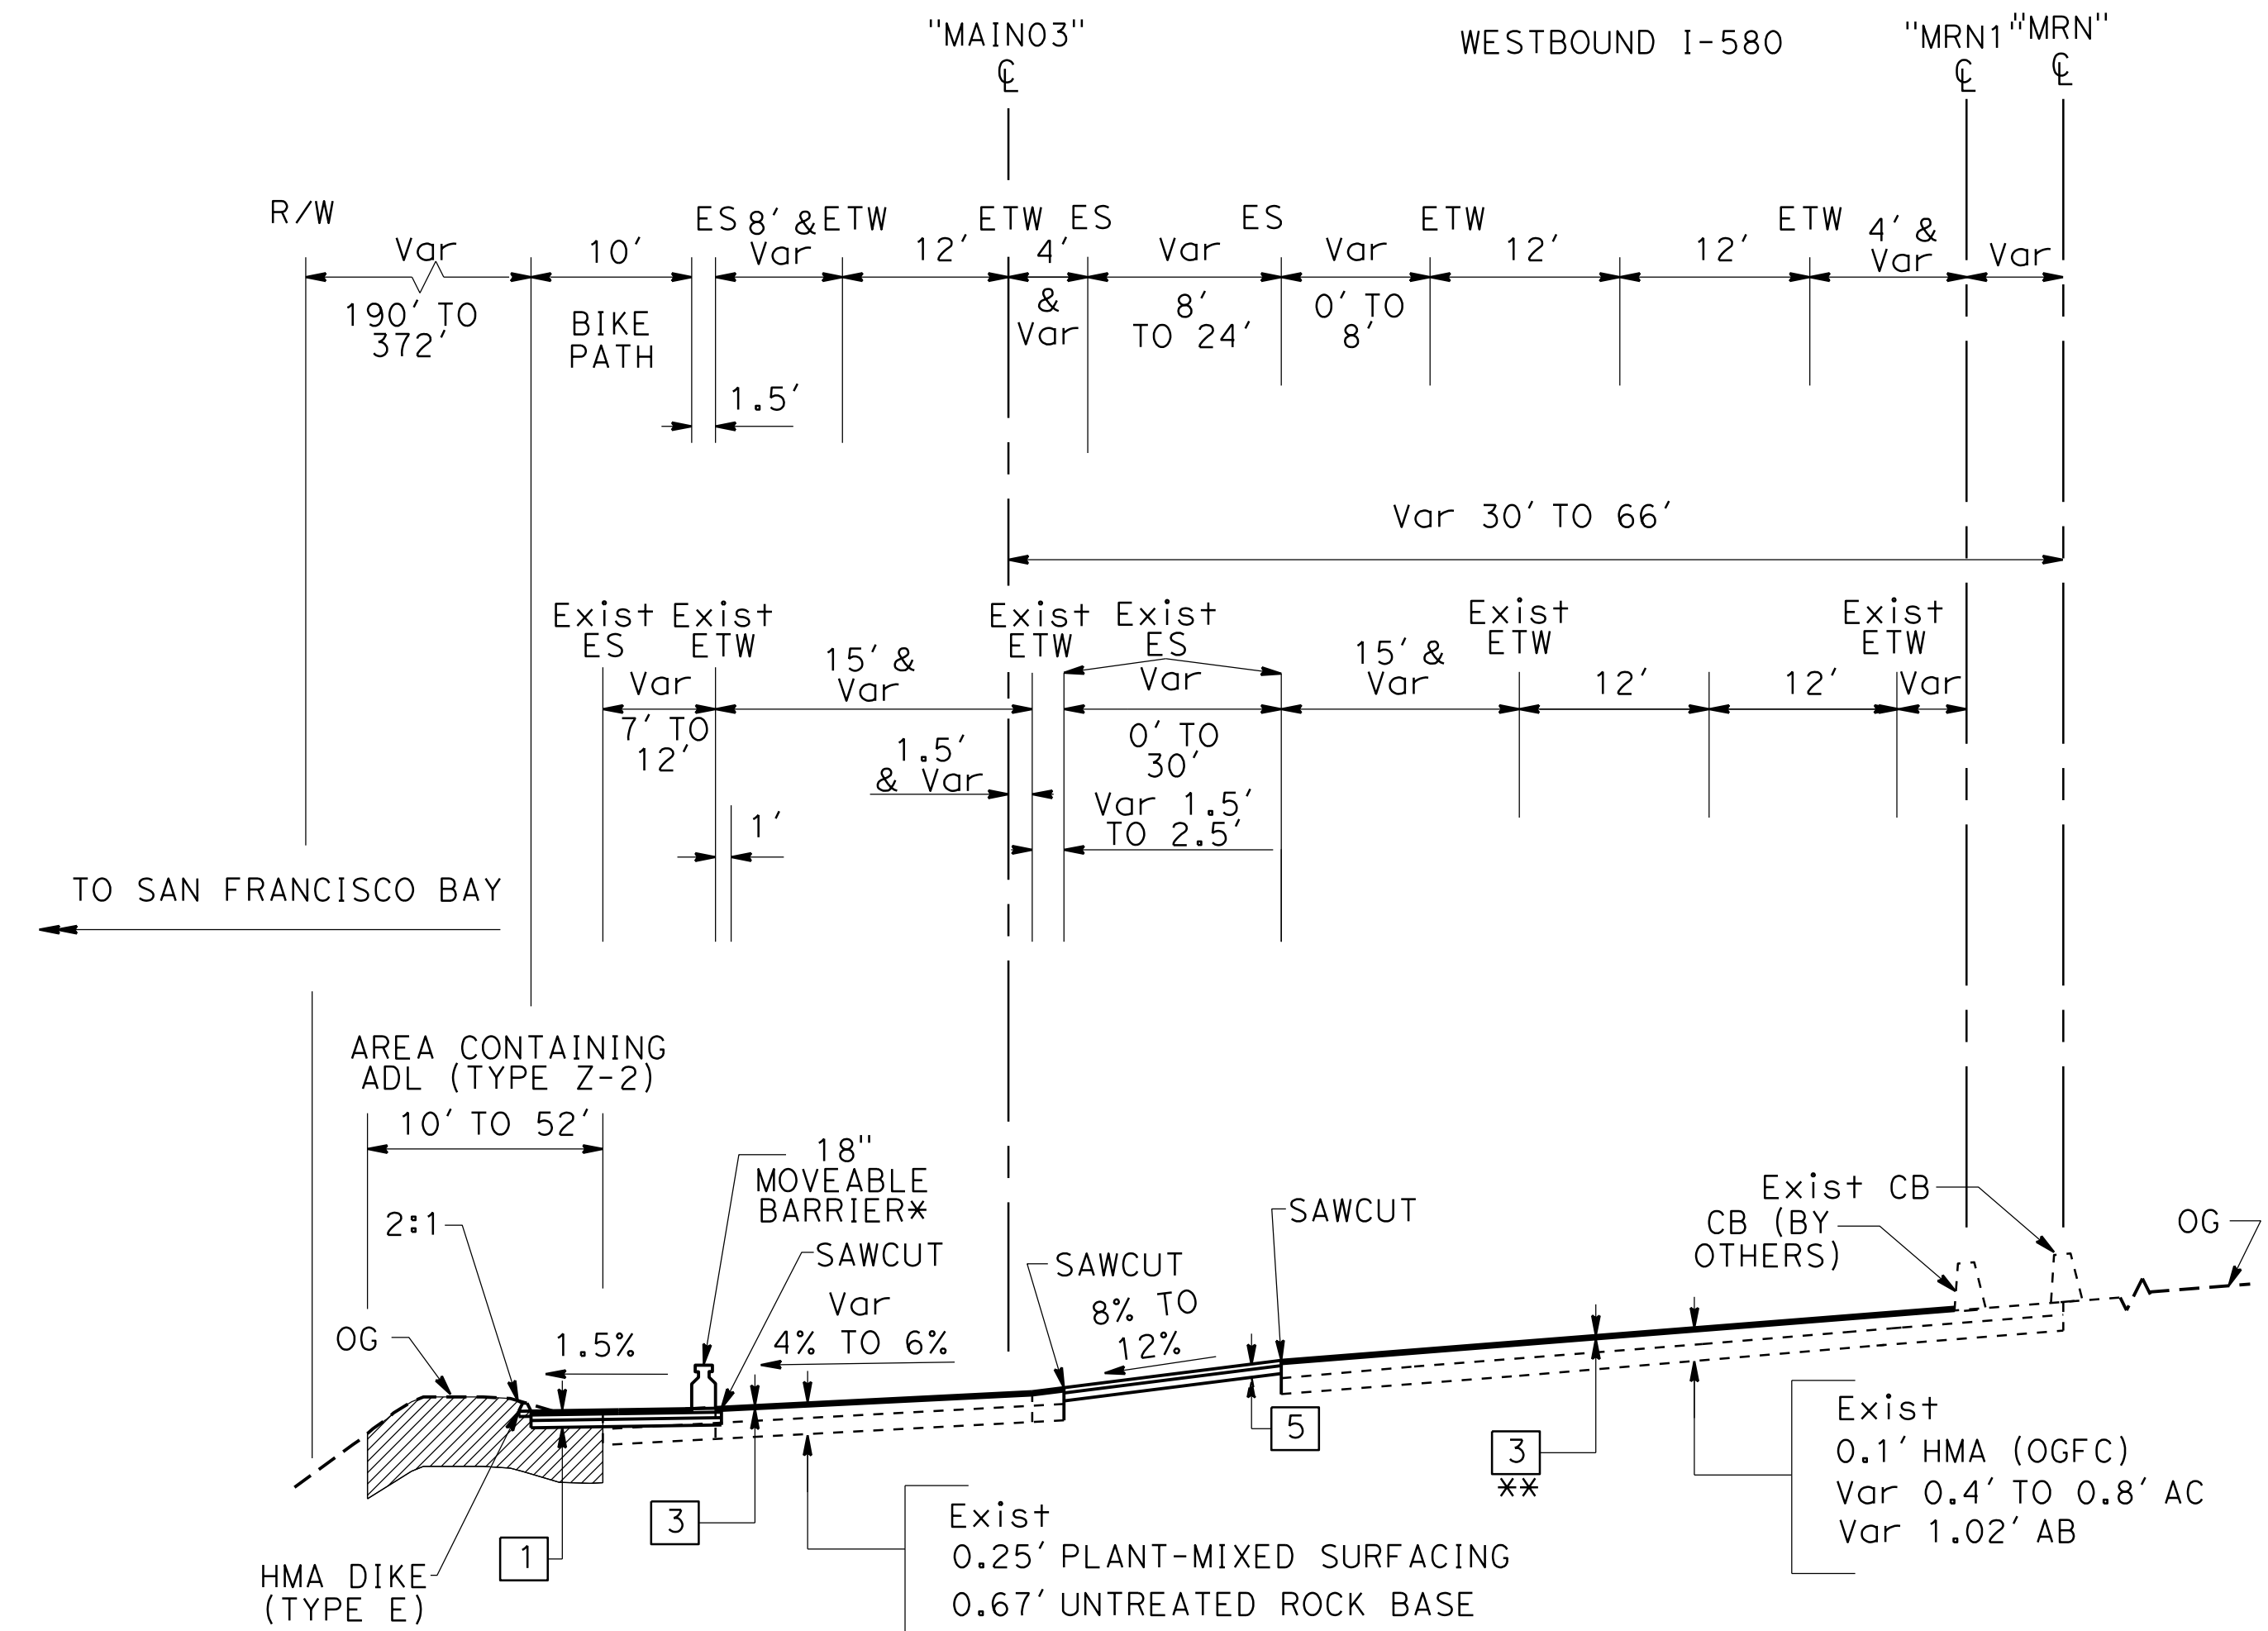 "MAIN03"
℄
WESTBOUND I-580
"MRN1"
℄
"MRN"
℄
R/W
ES
8' &
Var
ETW
ETW
ES
ES
ETW
ETW
4' &
Var
Var
Var
190' TO
372'
10'
BIKE
PATH
12'
4'
&
Var
Var
8'
TO 24'
Var
0' TO
8'
12'
12'
1.5'
Var 30' TO 66'
Exist
ES
Exist
ETW
Exist
ETW
Exist
ES
Exist
ETW
Exist
ETW
Var
7' TO
12'
15' &
Var
Var
0' TO
30'
15' &
Var
12'
12'
Var
1.5'
& Var
Var 1.5'
TO 2.5'
1'
TO SAN FRANCISCO BAY
AREA CONTAINING
ADL (TYPE Z-2)
10' TO 52'
2:1
18"
MOVEABLE
BARRIER*
SAWCUT
SAWCUT
SAWCUT
Exist CB
CB (BY
OTHERS)
OG
OG
1.5%
Var
4% TO 6%
8% TO
12%
5
3
**
3
1
HMA DIKE
(TYPE E)
Exist
0.25' PLANT-MIXED SURFACING
0.67' UNTREATED ROCK BASE
Exist
0.1' HMA (OGFC)
Var 0.4' TO 0.8' AC
Var 1.02' AB